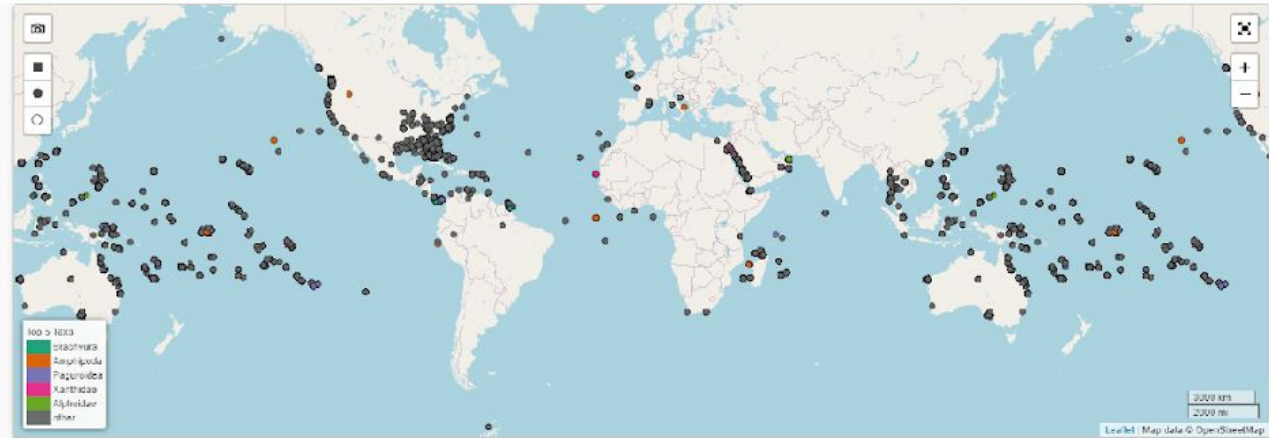 +
−
Top 5 Taxa
Brachyura
Amphipoda
Paguroidea
Xanthidae
Alpheidae
other
3000 km
2000 mi
Leaflet | Map data © OpenStreetMap